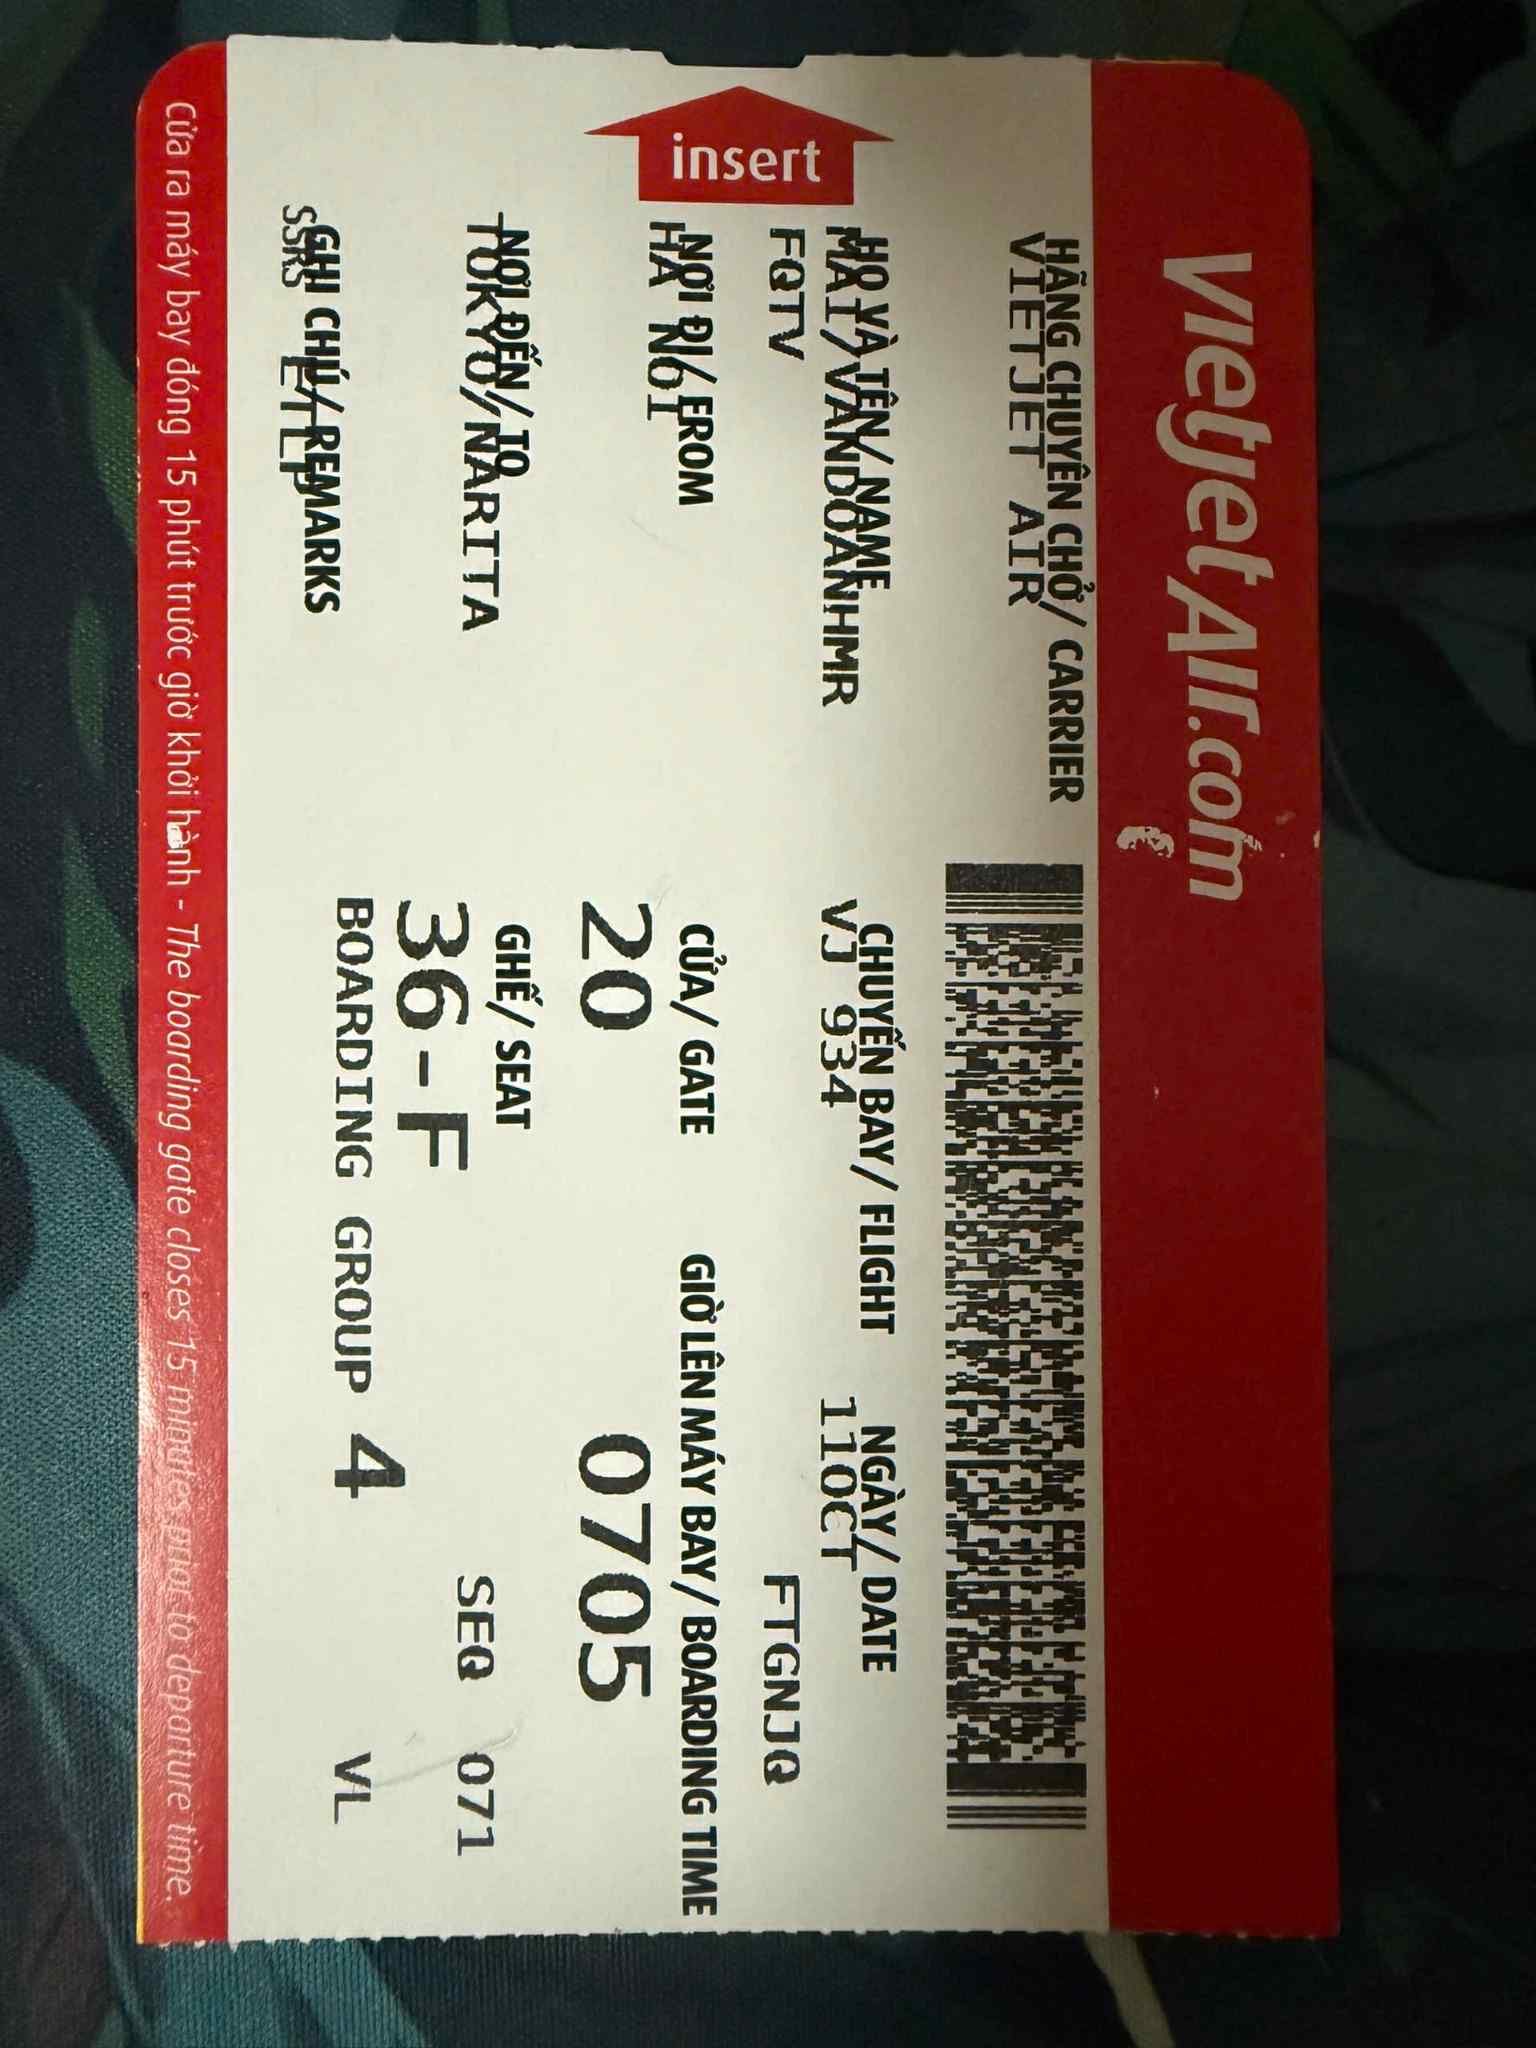 VietjetAir.com
HÃNG CHUYÊN CHỞ/ CARRIER
VIETJET AIR
insert
HỌ VÀ TÊN/ NAME
MAI/VANDOANHMR
FQTV
CHUYẾN BAY/ FLIGHT
VJ 934
NGÀY/ DATE
11OCT
FTGNJQ
NƠI ĐI/ FROM
HA NOI
CỬA/ GATE
20
GIỜ LÊN MÁY BAY/ BOARDING TIME
0705
NƠI ĐẾN/ TO
TOKYO/NARITA
GHẾ/ SEAT
36-F
SEQ 071
GHI CHÚ/ REMARKS
SSRS ETLP
BOARDING GROUP 4 VL
Cửa ra máy bay đóng 15 phút trước giờ khởi hành - The boarding gate closes 15 minutes prior to departure time.